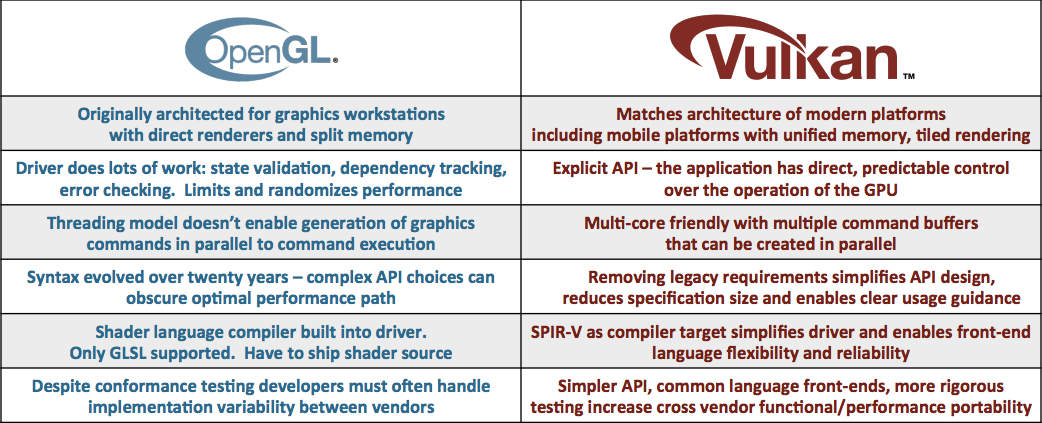 OpenGL®
Vulkan™
Originally architected for graphics workstations
with direct renderers and split memory
Matches architecture of modern platforms
including mobile platforms with unified memory, tiled rendering
Driver does lots of work: state validation, dependency tracking,
error checking.  Limits and randomizes performance
Explicit API – the application has direct, predictable control
over the operation of the GPU
Threading model doesn’t enable generation of graphics
commands in parallel to command execution
Multi-core friendly with multiple command buffers
that can be created in parallel
Syntax evolved over twenty years – complex API choices can
obscure optimal performance path
Removing legacy requirements simplifies API design,
reduces specification size and enables clear usage guidance
Shader language compiler built into driver.
Only GLSL supported.  Have to ship shader source
SPIR-V as compiler target simplifies driver and enables front-end
language flexibility and reliability
Despite conformance testing developers must often handle
implementation variability between vendors
Simpler API, common language front-ends, more rigorous
testing increase cross vendor functional/performance portability